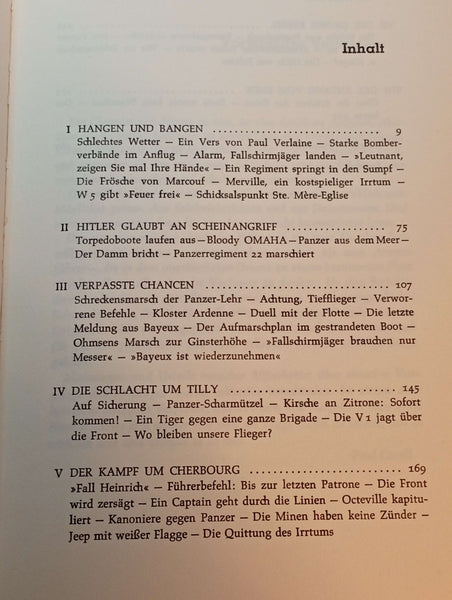 Inhalt
I HANGEN UND BANGEN .......................... 9
Schlechtes Wetter – Ein Vers von Paul Verlaine – Starke Bomber-
verbände im Anflug – Alarm, Fallschirmjäger landen – »Leutnant,
zeigen Sie mal Ihre Hände« – Ein Regiment springt in den Sumpf –
Die Frösche von Marcouf – Merville, ein kostspieliger Irrtum –
W 5 gibt »Feuer frei« – Schicksalspunkt Ste. Mère-Eglise
II HITLER GLAUBT AN SCHEINANGRIFF ........... 75
Torpedoboote laufen aus – Bloody OMAHA – Panzer aus dem Meer –
Der Damm bricht – Panzerregiment 22 marschiert
III VERPASSTE CHANCEN ............................ 107
Schreckensmarsch der Panzer-Lehr – Achtung, Tiefflieger – Verwor-
rene Befehle – Kloster Ardenne – Duell mit der Flotte – Die letzte
Meldung aus Bayeux – Der Aufmarschplan im gestrandeten Boot –
Ohmsens Marsch zur Ginsterhöhe – »Fallschirmjäger brauchen nur
Messer« – »Bayeux ist wiederzunehmen«
IV DIE SCHLACHT UM TILLY ......................... 145
Auf Sicherung – Panzer-Scharmützel – Kirsche an Zitrone: Sofort
kommen! – Ein Tiger gegen eine ganze Brigade – Die V 1 jagt über
die Front – Wo bleiben unsere Flieger?
V DER KAMPF UM CHERBOURG ...................... 169
»Fall Heinrich« – Führerbefehl: Bis zur letzten Patrone – Die Front
wird zersägt – Ein Captain geht durch die Linien – Octeville kapitu-
liert – Kanoniere gegen Panzer – Die Minen haben keine Zünder –
Jeep mit weißer Flagge – Die Quittung des Irrtums